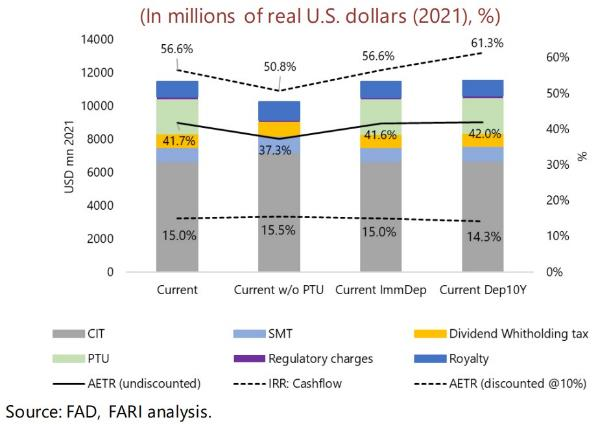 (In millions of real U.S. dollars (2021), %)
14000
12000
10000
8000
6000
4000
2000
0
USD mn 2021
60%
50%
40%
30%
20%
10%
0%
%
56.6%
50.8%
56.6%
61.3%
41.7%
37.3%
41.6%
42.0%
15.0%
15.5%
15.0%
14.3%
Current
Current w/o PTU
Current ImmDep
Current Dep10Y
CIT
SMT
Dividend Whitholding tax
PTU
Regulatory charges
Royalty
AETR (undiscounted)
IRR: Cashflow
AETR (discounted @10%)
Source: FAD, FARI analysis.